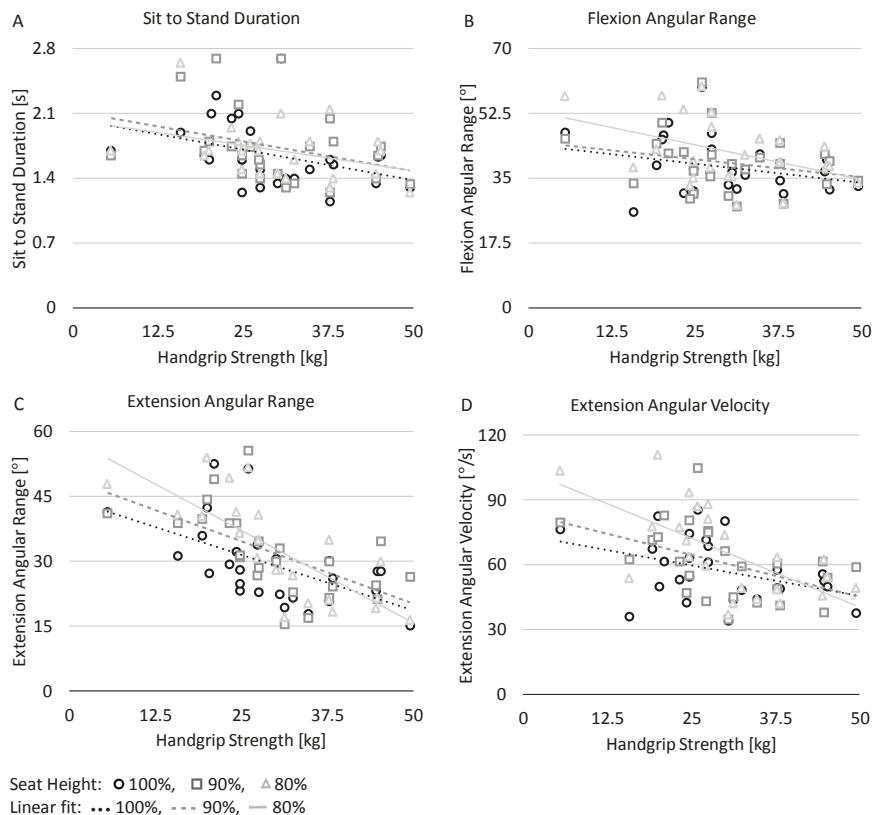 A
Sit to Stand Duration
2.8
2.1
1.4
0.7
0
Sit to Stand Duration [s]
0 12.5 25 37.5 50
Handgrip Strength [kg]
B
Flexion Angular Range
70
52.5
35
17.5
0
Flexion Angular Range [°]
0 12.5 25 37.5 50
Handgrip Strength [kg]
C
Extension Angular Range
60
45
30
15
0
Extension Angular Range [°]
0 12.5 25 37.5 50
Handgrip Strength [kg]
D
Extension Angular Velocity
120
90
60
30
0
Extension Angular Velocity [°/s]
0 12.5 25 37.5 50
Handgrip Strength [kg]
Seat Height: 100%, 90%, 80%
Linear fit: 100%, 90%, 80%